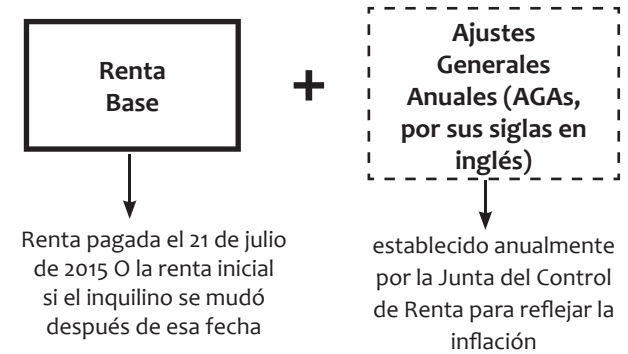 Renta
Base
+
Ajustes
Generales
Anuales (AGAs,
por sus siglas en
inglés)
Renta pagada el 21 de julio
de 2015 O la renta inicial
si el inquilino se mudó
después de esa fecha
establecido anualmente
por la Junta del Control
de Renta para reflejar la
inflación